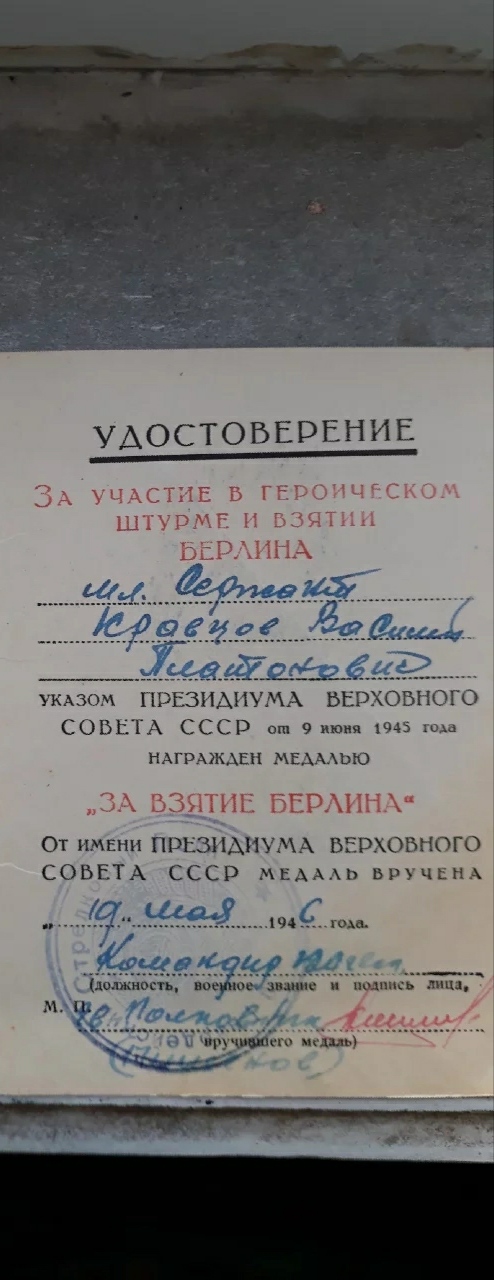 УДОСТОВЕРЕНИЕ
ЗА УЧАСТИЕ В ГЕРОИЧЕСКОМ
ШТУРМЕ И ВЗЯТИИ
БЕРЛИНА
мл. Сержант
Кравцов Василий
Платонович
УКАЗОМ ПРЕЗИДИУМА ВЕРХОВНОГО
СОВЕТА СССР от 9 июня 1945 года
НАГРАЖДЕН МЕДАЛЬЮ
„ЗА ВЗЯТИЕ БЕРЛИНА“
От имени ПРЕЗИДИУМА ВЕРХОВНОГО
СОВЕТА СССР МЕДАЛЬ ВРУЧЕНА
„19“ мая 1946 года.
Командир
(должность, военное звание и подпись лица,
М. П.
вручившего медаль)